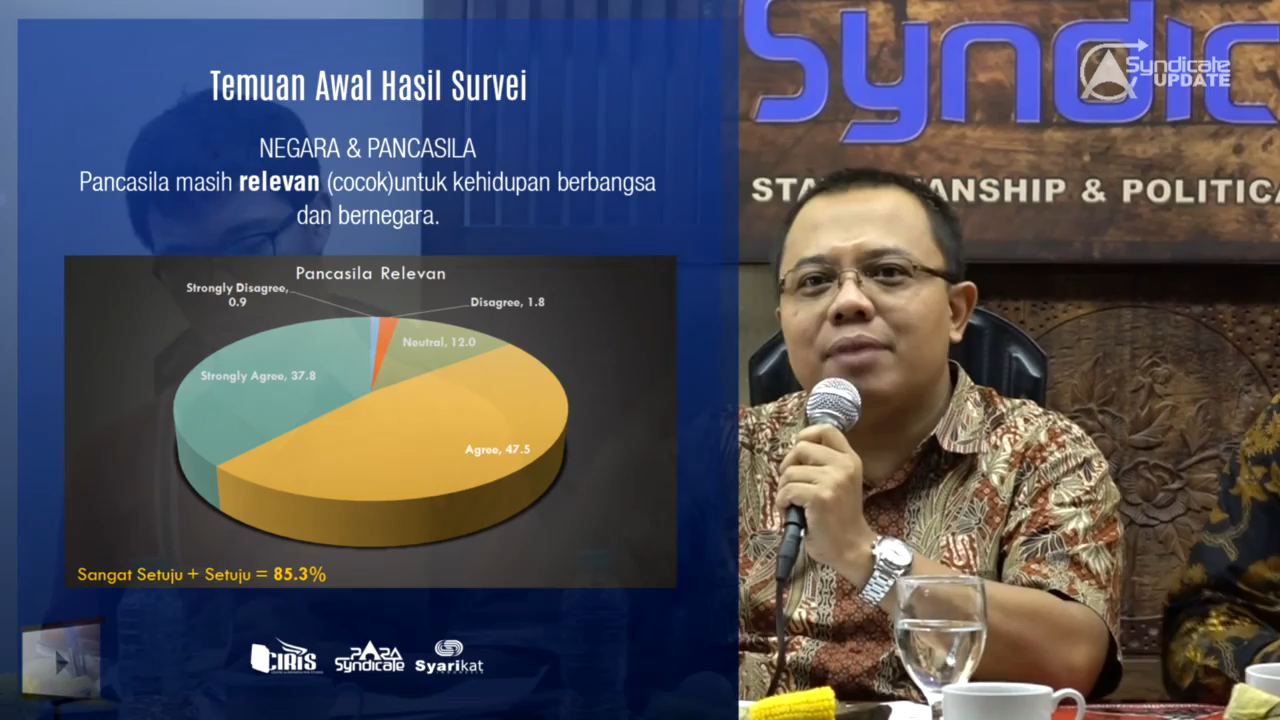 Temuan Awal Hasil Survei
NEGARA & PANCASILA
Pancasila masih relevan (cocok)untuk kehidupan berbangsa
dan bernegara.
Pancasila Relevan
Strongly Disagree,
0.9
Disagree, 1.8
Neutral, 12.0
Strongly Agree, 37.8
Agree, 47.5
Sangat Setuju + Setuju = 85.3%
CIRIS
PARA
Syndicate
Syarikat
Syndic
Syndicate
UPDATE
& POLITICA